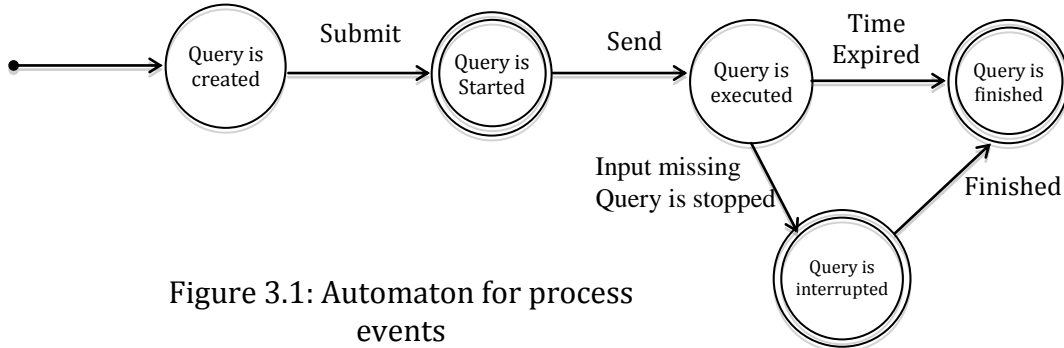 Query is
created
Submit
Query is
Started
Send
Query is
executed
Time
Expired
Query is
finished
Input missing
Query is stopped
Finished
Query is
interrupted
Figure 3.1: Automaton for process
events